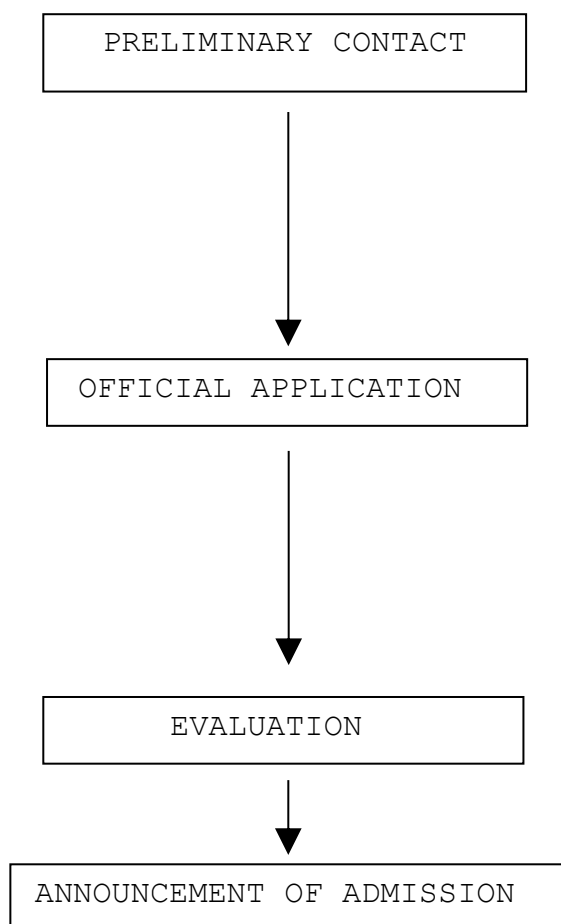 PRELIMINARY CONTACT
OFFICIAL APPLICATION
EVALUATION
ANNOUNCEMENT OF ADMISSION